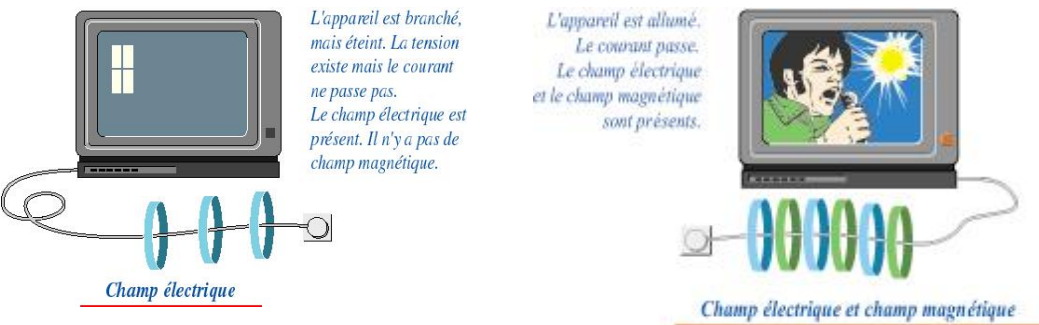 L'appareil est branché,
mais éteint. La tension
existe mais le courant
ne passe pas.
Le champ électrique est
présent. Il n'y a pas de
champ magnétique.
Champ électrique
L'appareil est allumé.
Le courant passe.
Le champ électrique
et le champ magnétique
sont présents.
Champ électrique et champ magnétique